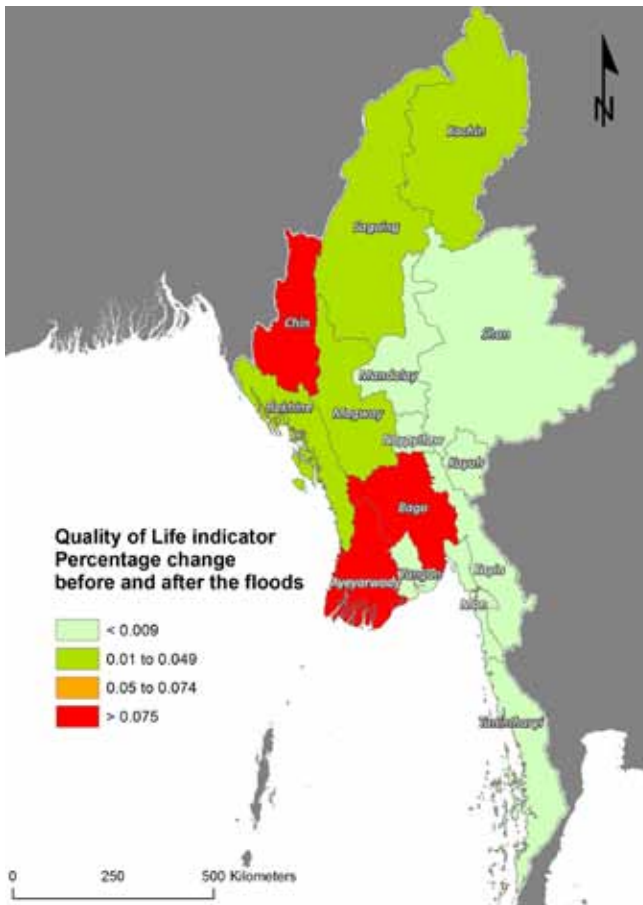 N
Kachin
Sagaing
Chin
Shan
Mandalay
Rakhine
Magway
Naypyitaw
Kayah
Bago
Quality of Life indicator
Percentage change
before and after the floods
Ayeyarwady
Yangon
Kayin
Mon
< 0.009
0.01 to 0.049
0.05 to 0.074
> 0.075
Tanintharyi
0 250 500 Kilometers